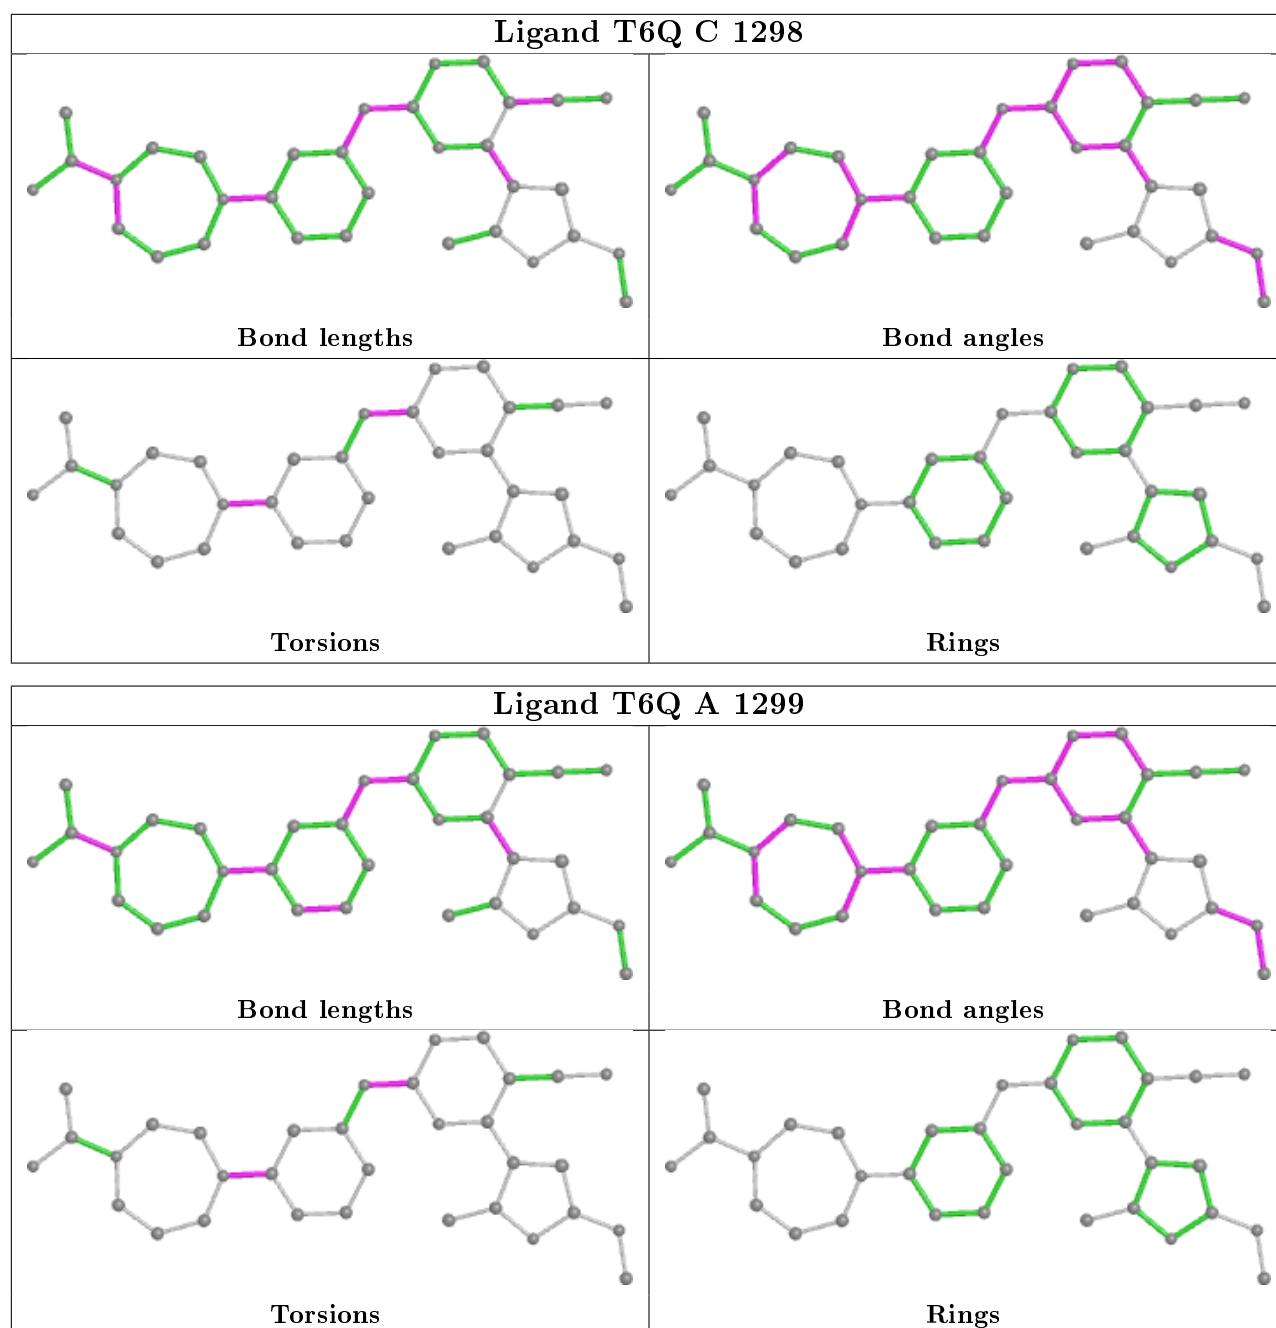 Ligand T6Q C 1298
Bond lengths
Bond angles
Torsions
Rings
Ligand T6Q A 1299
Bond lengths
Bond angles
Torsions
Rings